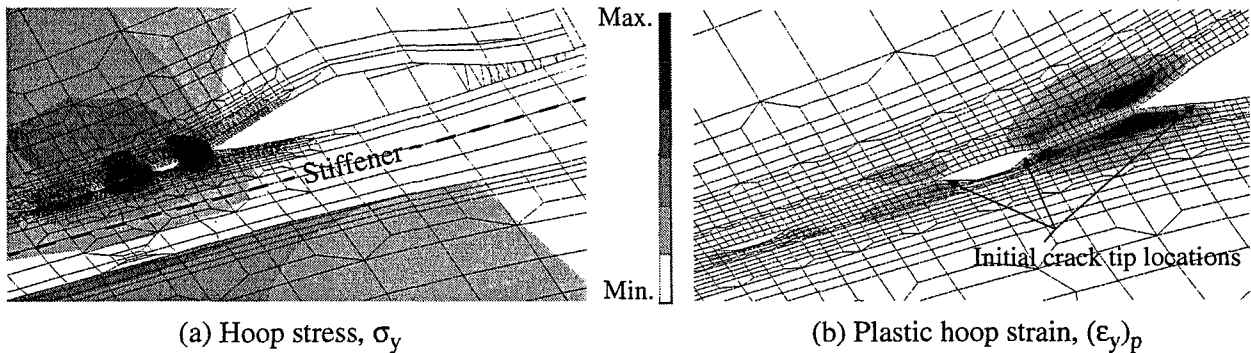 Max.
Min.
Stiffener
Initial crack tip locations
(a) Hoop stress, σy
(b) Plastic hoop strain, (εy)p